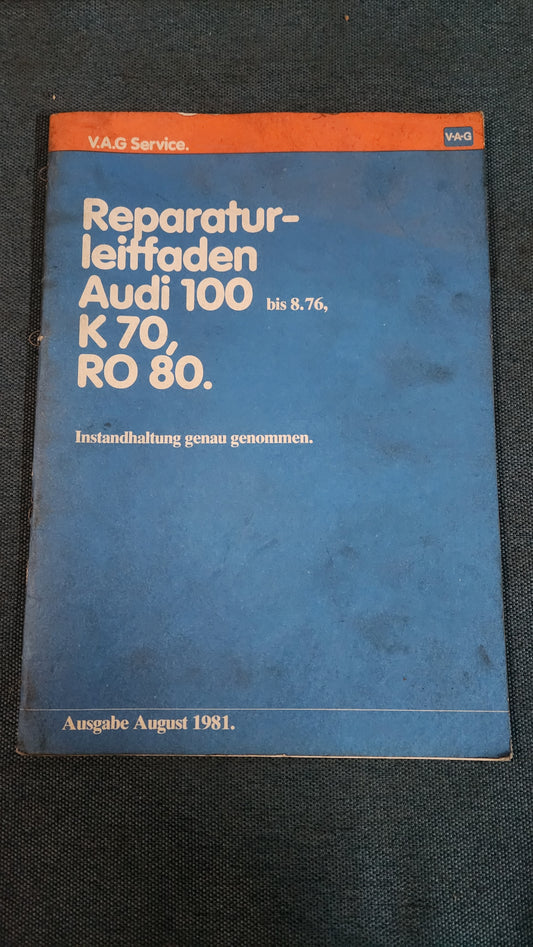 V.A.G Service.
V·A·G
Reparatur-
leitfaden
Audi 100 bis 8.76,
K 70,
RO 80.
Instandhaltung genau genommen.
Ausgabe August 1981.